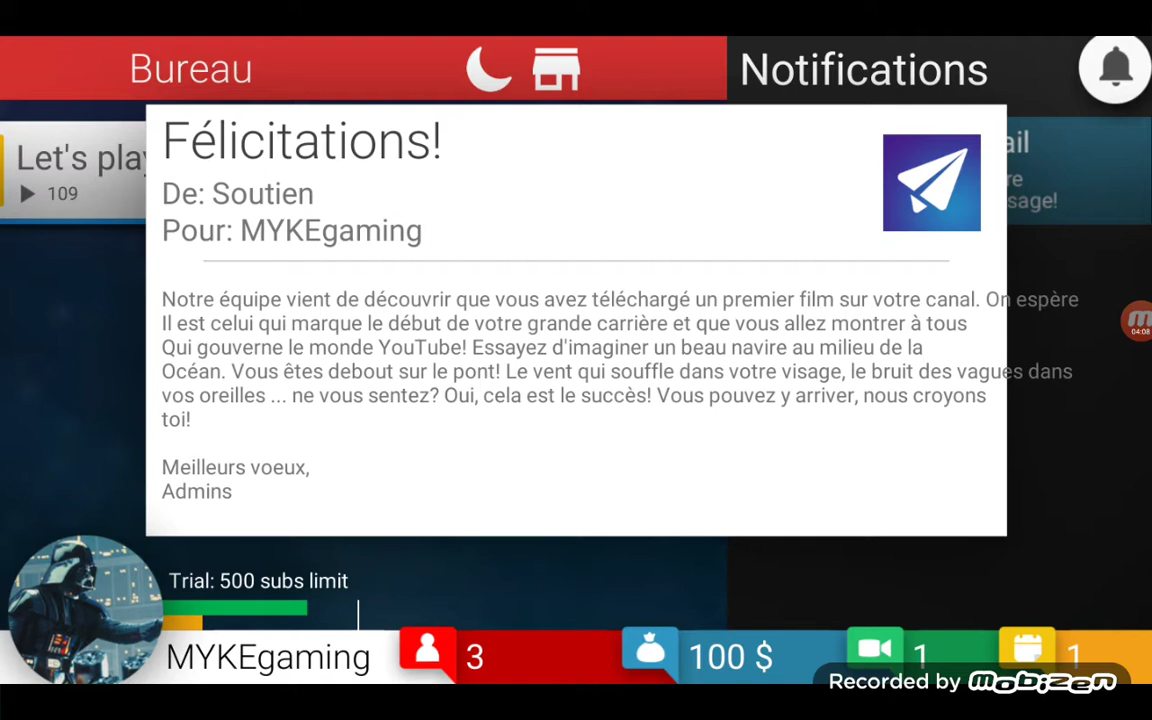 Bureau
Notifications
Let's play
109
ail
re
sage!
Félicitations!
De: Soutien
Pour: MYKEgaming
Notre équipe vient de découvrir que vous avez téléchargé un premier film sur votre canal. On espère
Il est celui qui marque le début de votre grande carrière et que vous allez montrer à tous
Qui gouverne le monde YouTube! Essayez d'imaginer un beau navire au milieu de la
Océan. Vous êtes debout sur le pont! Le vent qui souffle dans votre visage, le bruit des vagues dans
vos oreilles ... ne vous sentez? Oui, cela est le succès! Vous pouvez y arriver, nous croyons
toi!
Meilleurs voeux,
Admins
04:08
Trial: 500 subs limit
MYKEgaming
3
100 $
1
1
Recorded by mobizen